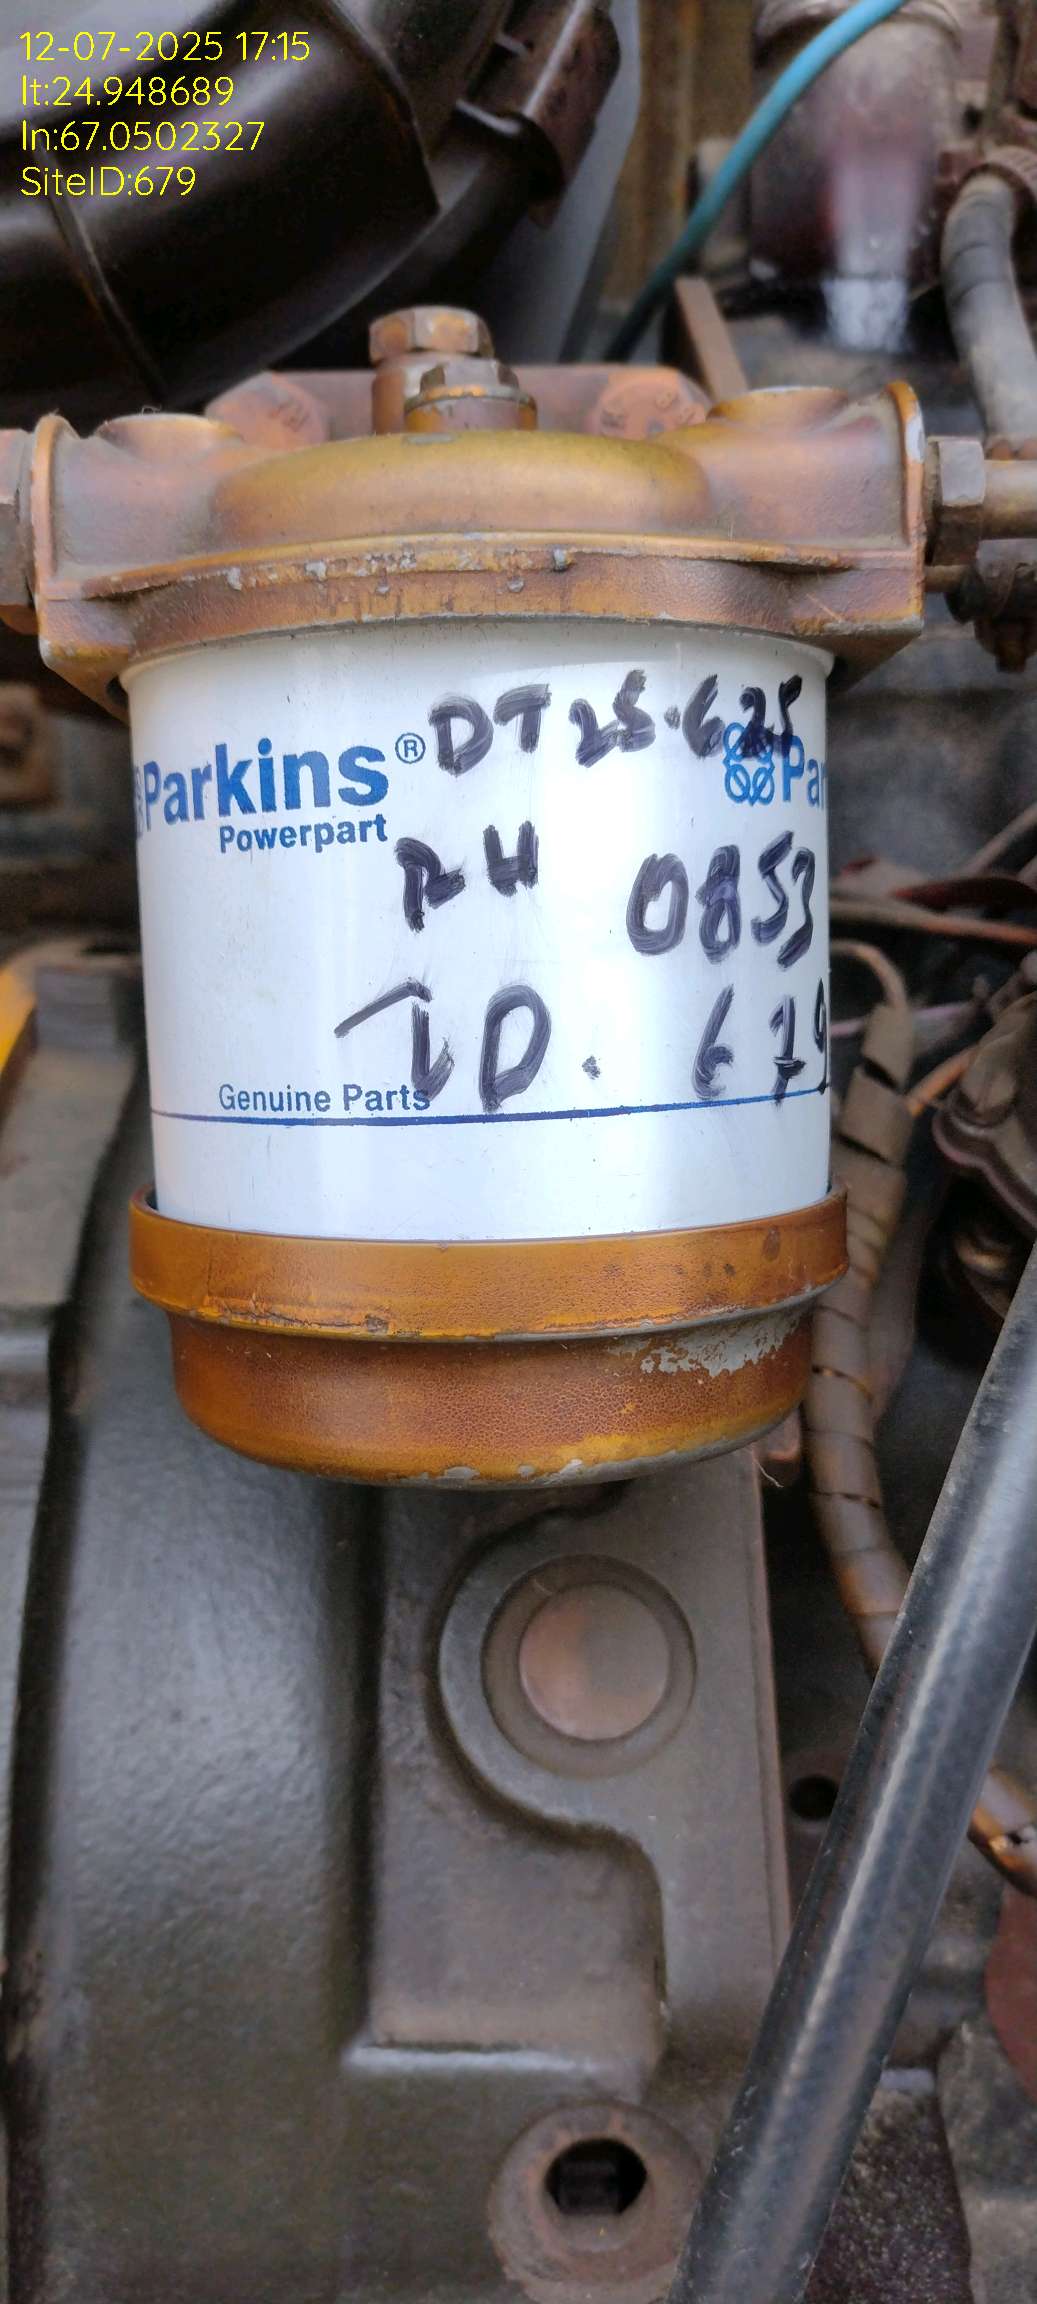 12-07-2025 17:15
lt:24.948689
ln:67.0502327
SiteID:679
DT 25.6.25
Parkins®
Par
Powerpart
RH 0853
ID. 679
Genuine Parts